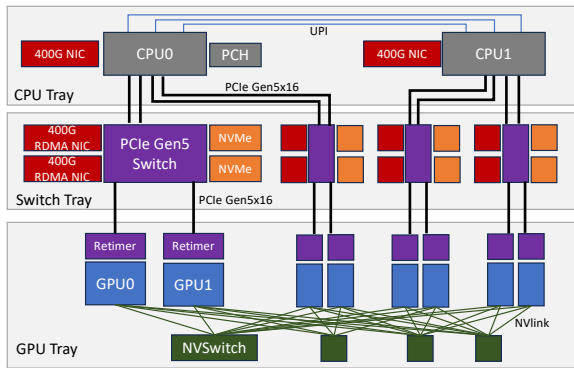 UPI
400G NIC
CPU0
PCH
400G NIC
CPU1
PCIe Gen5x16
CPU Tray
400G
RDMA NIC
400G
RDMA NIC
PCIe Gen5
Switch
NVMe
NVMe
Switch Tray
PCIe Gen5x16
Retimer
Retimer
GPU0
GPU1
NVlink
NVSwitch
GPU Tray